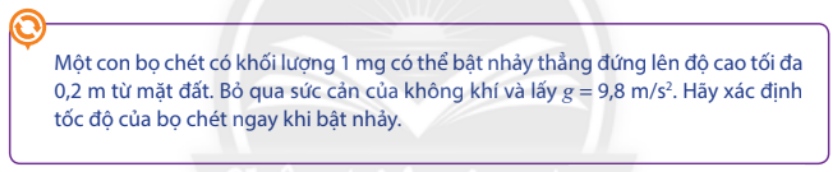 Một con bọ chét có khối lượng 1 mg có thể bật nhảy thẳng đứng lên độ cao tối đa
0,2 m từ mặt đất. Bỏ qua sức cản của không khí và lấy g = 9,8 m/s². Hãy xác định
tốc độ của bọ chét ngay khi bật nhảy.